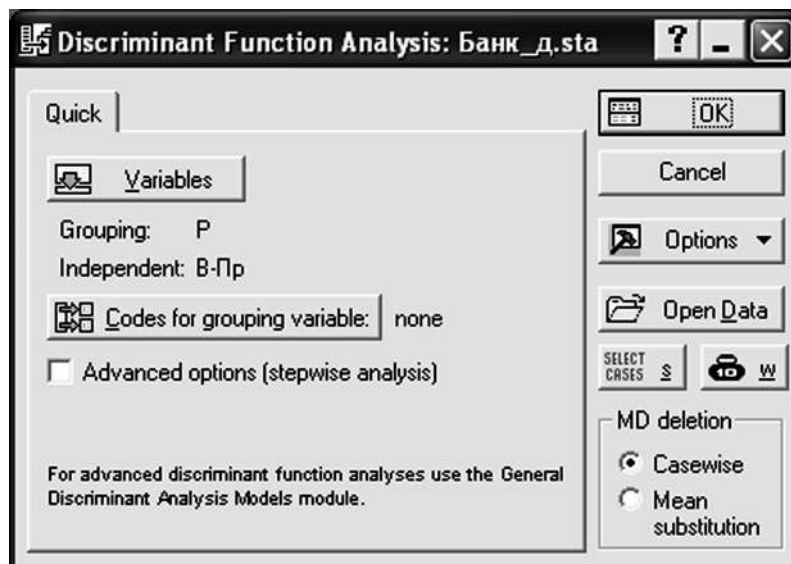 Discriminant Function Analysis: Банк_д.sta
Quick
Variables
Grouping: Р
Independent: В-Пр
Codes for grouping variable: none
Advanced options (stepwise analysis)
For advanced discriminant function analyses use the General
Discriminant Analysis Models module.
OK
Cancel
Options
Open Data
SELECT
CASES S
W
MD deletion
Casewise
Mean
substitution